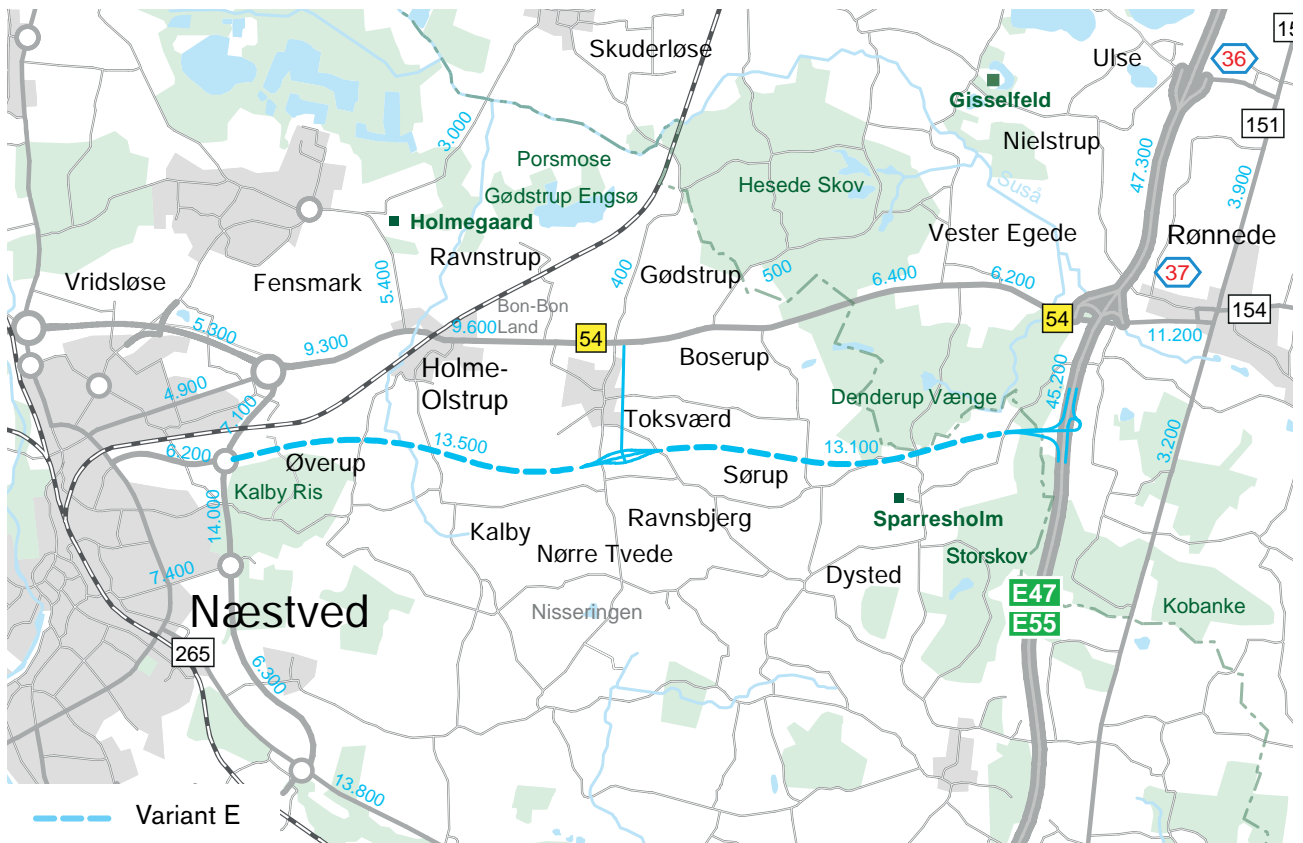 Skuderløse
Ulse
36
15
Gisselfeld
151
3.000
Nielstrup
47.300
Porsmose
Gødstrup Engsø
Hesede Skov
Suså
3.900
Holmegaard
Vester Egede
Rønnede
Ravnstrup
400
Gødstrup
500
6.400
6.200
37
Vridsløse
Fensmark
5.400
Bon-Bon
Land
5.300
9.300
9.600
54
54
154
11.200
Boserup
Holme-
Olstrup
4.900
7.100
Denderup Vænge
45.200
Toksværd
3.200
6.200
Øverup
13.500
13.100
Sørup
Kalby Ris
14.000
Kalby
Ravnsbjerg
Sparresholm
Nørre Tvede
Storskov
7.400
Dysted
E47
Næstved
Nisseringen
Kobanke
E55
265
6.300
13.800
Variant E